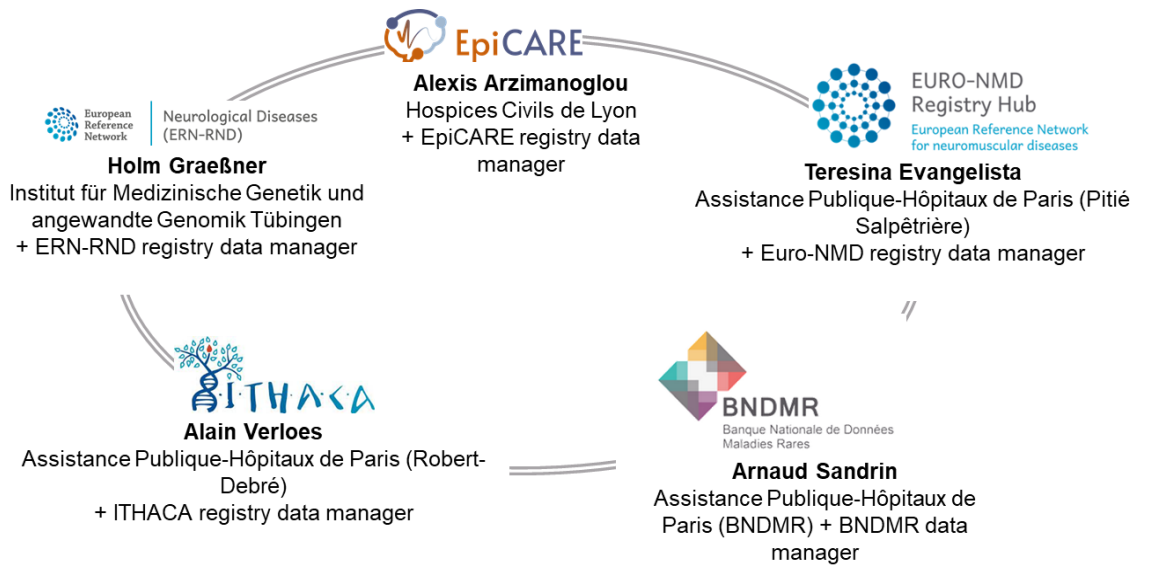 EpiCARE
Alexis Arzimanoglou
Hospices Civils de Lyon
+ EpiCARE registry data
manager
EURO-NMD
Registry Hub
European Reference Network
for neuromuscular diseases
Teresina Evangelista
Assistance Publique-Hôpitaux de Paris (Pitié
Salpêtrière)
+ Euro-NMD registry data manager
European
Reference
Network
Neurological Diseases
(ERN-RND)
Holm Graeßner
Institut für Medizinische Genetik und
angewandte Genomik Tübingen
+ ERN-RND registry data manager
ITHACA
Alain Verloes
Assistance Publique-Hôpitaux de Paris (Robert-
Debré)
+ ITHACA registry data manager
BNDMR
Banque Nationale de Données
Maladies Rares
Arnaud Sandrin
Assistance Publique-Hôpitaux de
Paris (BNDMR) + BNDMR data
manager